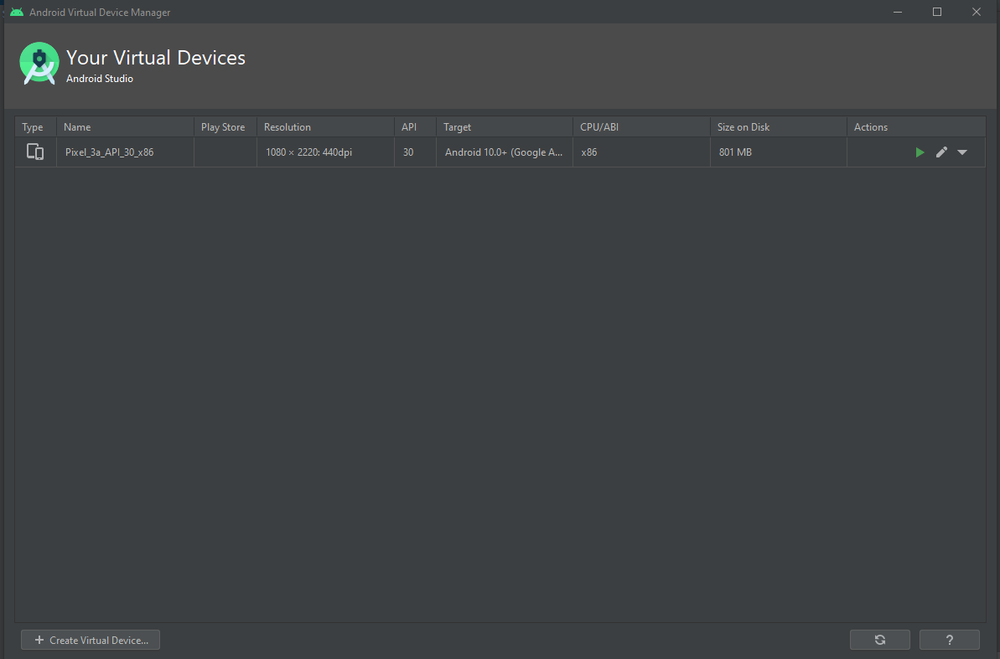 Android Virtual Device Manager
Your Virtual Devices
Android Studio
Type Name Play Store Resolution API Target CPU/ABI Size on Disk Actions
Pixel_3a_API_30_x86 1080 × 2220: 440dpi 30 Android 10.0+ (Google A... x86 801 MB
+ Create Virtual Device... ?